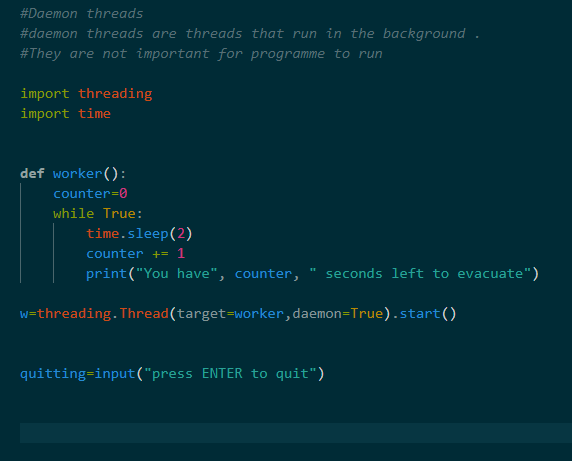 #Daemon threads
#daemon threads are threads that run in the background .
#They are not important for programme to run
import threading
import time
def worker():
    counter=0
    while True:
        time.sleep(2)
        counter += 1
        print("You have", counter, " seconds left to evacuate")
w=threading.Thread(target=worker,daemon=True).start()
quitting=input("press ENTER to quit")